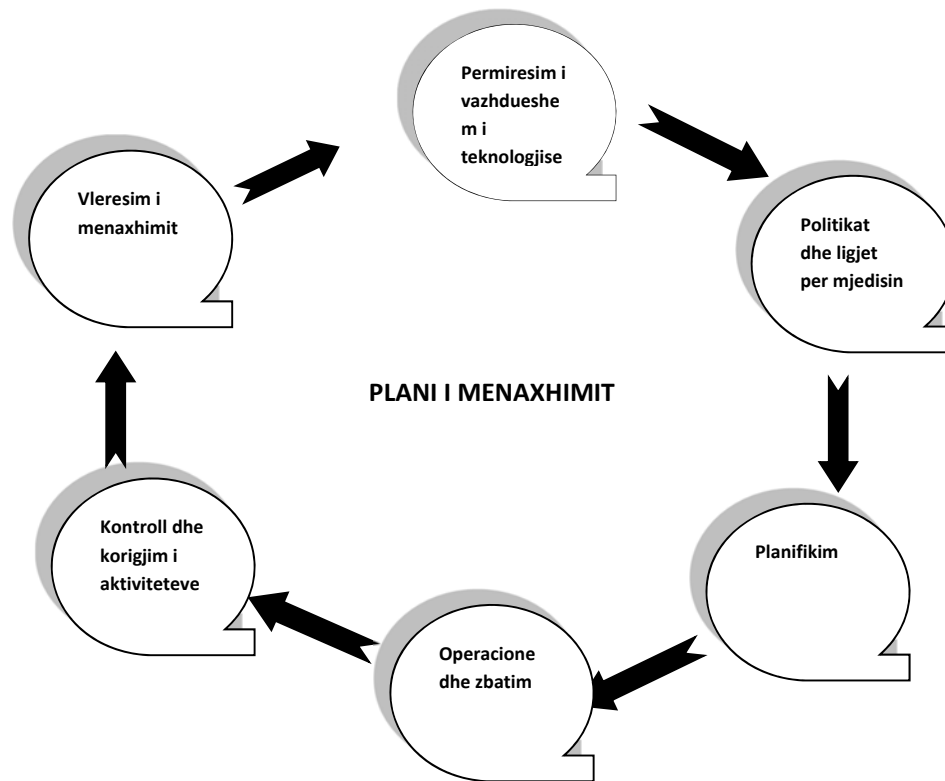 Permiresim i
vazhdueshe
m i
teknologjise
Vleresim i
menaxhimit
Politikat
dhe ligjet
per mjedisin
PLANI I MENAXHIMIT
Kontroll dhe
korigjim i
aktiviteteve
Planifikim
Operacione
dhe zbatim